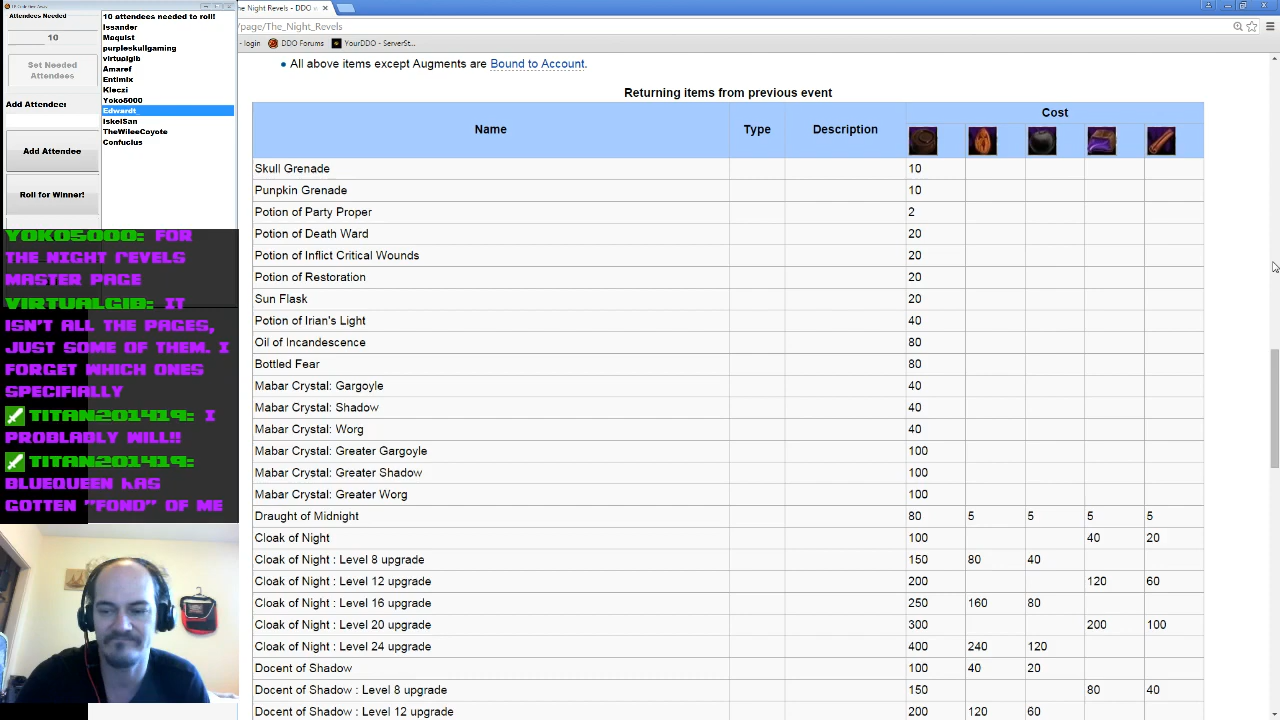 Attendees Needed
10
Set Needed
Attendees
Add Attendee:
Add Attendee
Roll for Winner!
10 attendees needed to roll!
Issander
Maquist
purpleskullgaming
virtualgib
Amaref
Entimix
Kleczi
Yoko5000
Edwardt
IskelSan
TheWileeCoyote
Confucius
YOKO5000: FOR
THE NIGHT REVELS
MASTER PAGE
VIRTUALGIB: IT
ISN'T ALL THE PAGES,
JUST SOME OF THEM. I
FORGET WHICH ONES
SPECIFIALLY
TITAN201419: I
PROBLADLY WILL!!
TITAN201419:
BLUEQUEEN HAS
GOTTEN "FOND" OF ME
The Night Revels - DDO
/page/The_Night_Revels
- login DDO Forums YourDDO - ServerSt...
All above items except Augments are Bound to Account.
Returning items from previous event
Name Type Description Cost
Skull Grenade 10
Punpkin Grenade 10
Potion of Party Proper 2
Potion of Death Ward 20
Potion of Inflict Critical Wounds 20
Potion of Restoration 20
Sun Flask 20
Potion of Irian's Light 40
Oil of Incandescence 80
Bottled Fear 80
Mabar Crystal: Gargoyle 40
Mabar Crystal: Shadow 40
Mabar Crystal: Worg 40
Mabar Crystal: Greater Gargoyle 100
Mabar Crystal: Greater Shadow 100
Mabar Crystal: Greater Worg 100
Draught of Midnight 80 5 5 5 5
Cloak of Night 100 40 20
Cloak of Night : Level 8 upgrade 150 80 40
Cloak of Night : Level 12 upgrade 200 120 60
Cloak of Night : Level 16 upgrade 250 160 80
Cloak of Night : Level 20 upgrade 300 200 100
Cloak of Night : Level 24 upgrade 400 240 120
Docent of Shadow 100 40 20
Docent of Shadow : Level 8 upgrade 150 80 40
Docent of Shadow : Level 12 upgrade 200 120 60